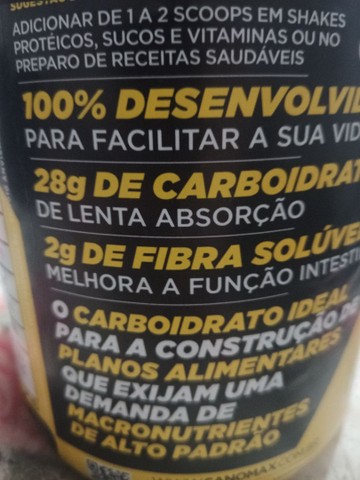 ADICIONAR DE 1 A 2 SCOOPS EM SHAKES
PROTÉICOS, SUCOS E VITAMINAS OU NO
PREPARO DE RECEITAS SAUDÁVEIS
100% DESENVOLVI
PARA FACILITAR A SUA VID
28g DE CARBOIDRAT
DE LENTA ABSORÇÃO
2g DE FIBRA SOLÚVE
MELHORA A FUNÇÃO INTESTI
O CARBOIDRATO IDEAL
PARA A CONSTRUÇÃO DE
PLANOS ALIMENTARES
QUE EXIJAM UMA
DEMANDA DE
MACRONUTRIENTES
DE ALTO PADRÃO